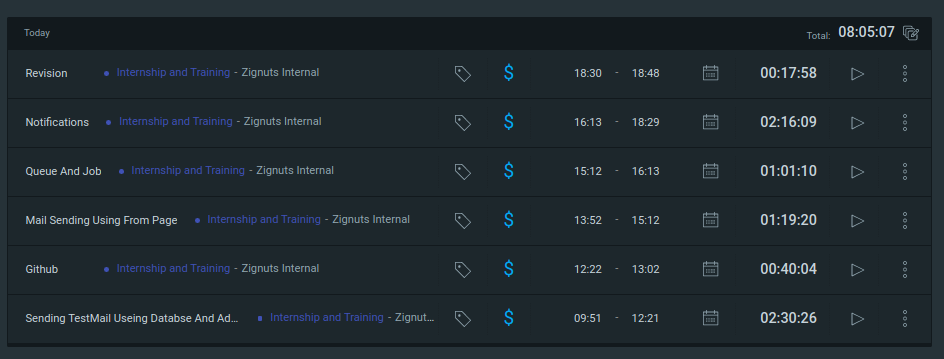 Today Total: 08:05:07
Revision • Internship and Training - Zignuts Internal $ 18:30 - 18:48 00:17:58
Notifications • Internship and Training - Zignuts Internal $ 16:13 - 18:29 02:16:09
Queue And Job • Internship and Training - Zignuts Internal $ 15:12 - 16:13 01:01:10
Mail Sending Using From Page • Internship and Training - Zignuts Internal $ 13:52 - 15:12 01:19:20
Github • Internship and Training - Zignuts Internal $ 12:22 - 13:02 00:40:04
Sending TestMail Useing Databse And Ad... • Internship and Training - Zignut... $ 09:51 - 12:21 02:30:26